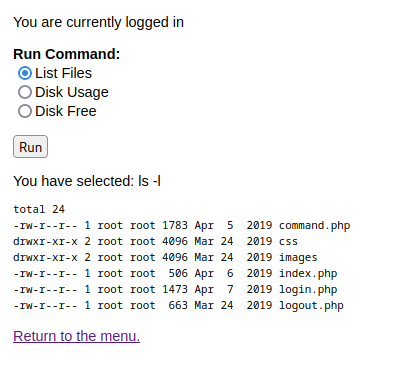 You are currently logged in
Run Command:
List Files
Disk Usage
Disk Free
Run
You have selected: ls -l
total 24
-rw-r--r-- 1 root root 1783 Apr  5  2019 command.php
drwxr-xr-x 2 root root 4096 Mar 24  2019 css
drwxr-xr-x 2 root root 4096 Mar 24  2019 images
-rw-r--r-- 1 root root  506 Apr  6  2019 index.php
-rw-r--r-- 1 root root 1473 Apr  7  2019 login.php
-rw-r--r-- 1 root root  663 Mar 24  2019 logout.php
Return to the menu.